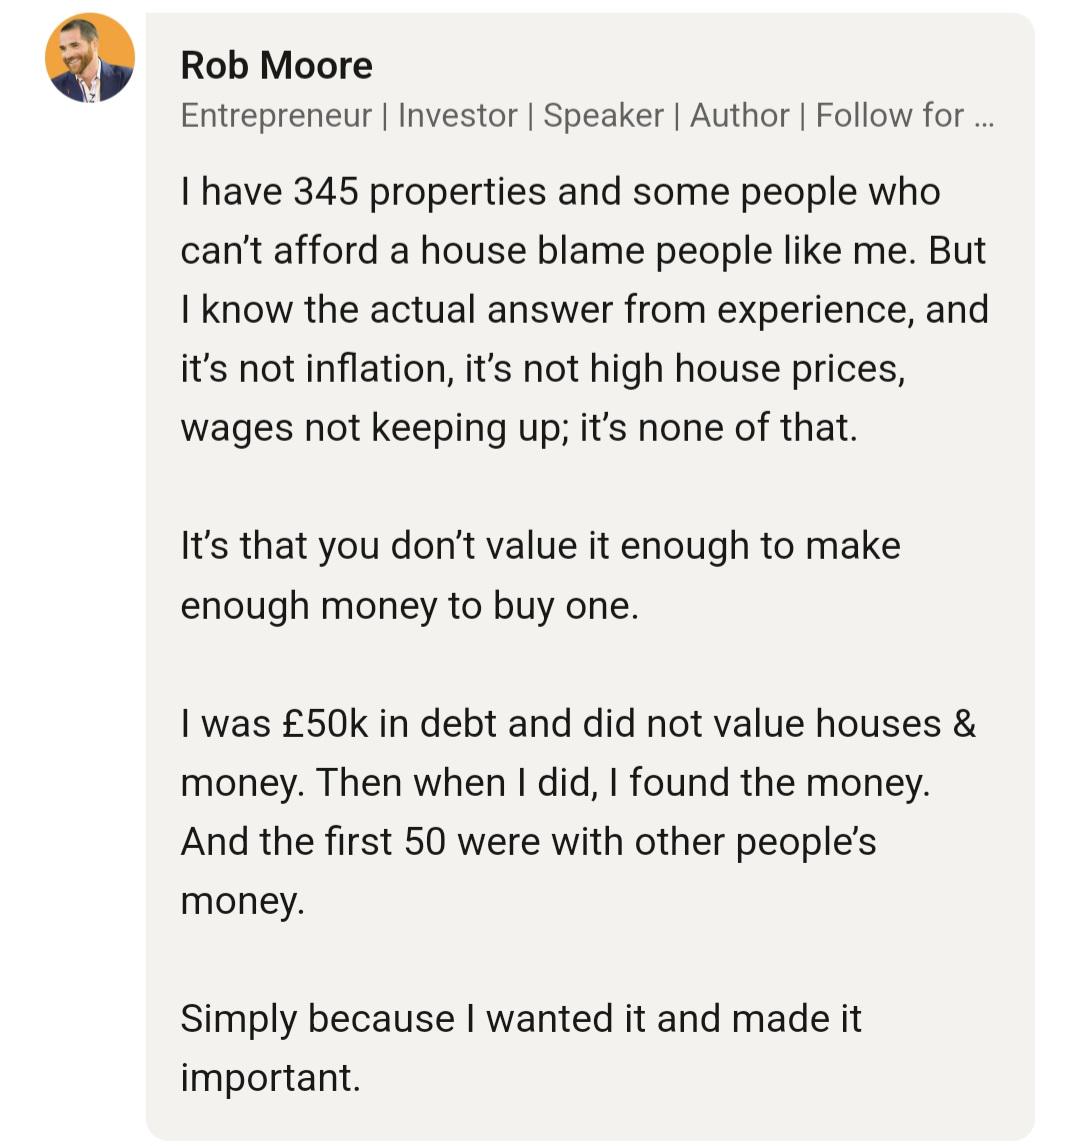 Rob Moore
Entrepreneur | Investor | Speaker | Author | Follow for ...
I have 345 properties and some people who
can’t afford a house blame people like me. But
I know the actual answer from experience, and
it’s not inflation, it’s not high house prices,
wages not keeping up; it’s none of that.
It’s that you don’t value it enough to make
enough money to buy one.
I was £50k in debt and did not value houses &
money. Then when I did, I found the money.
And the first 50 were with other people’s
money.
Simply because I wanted it and made it
important.